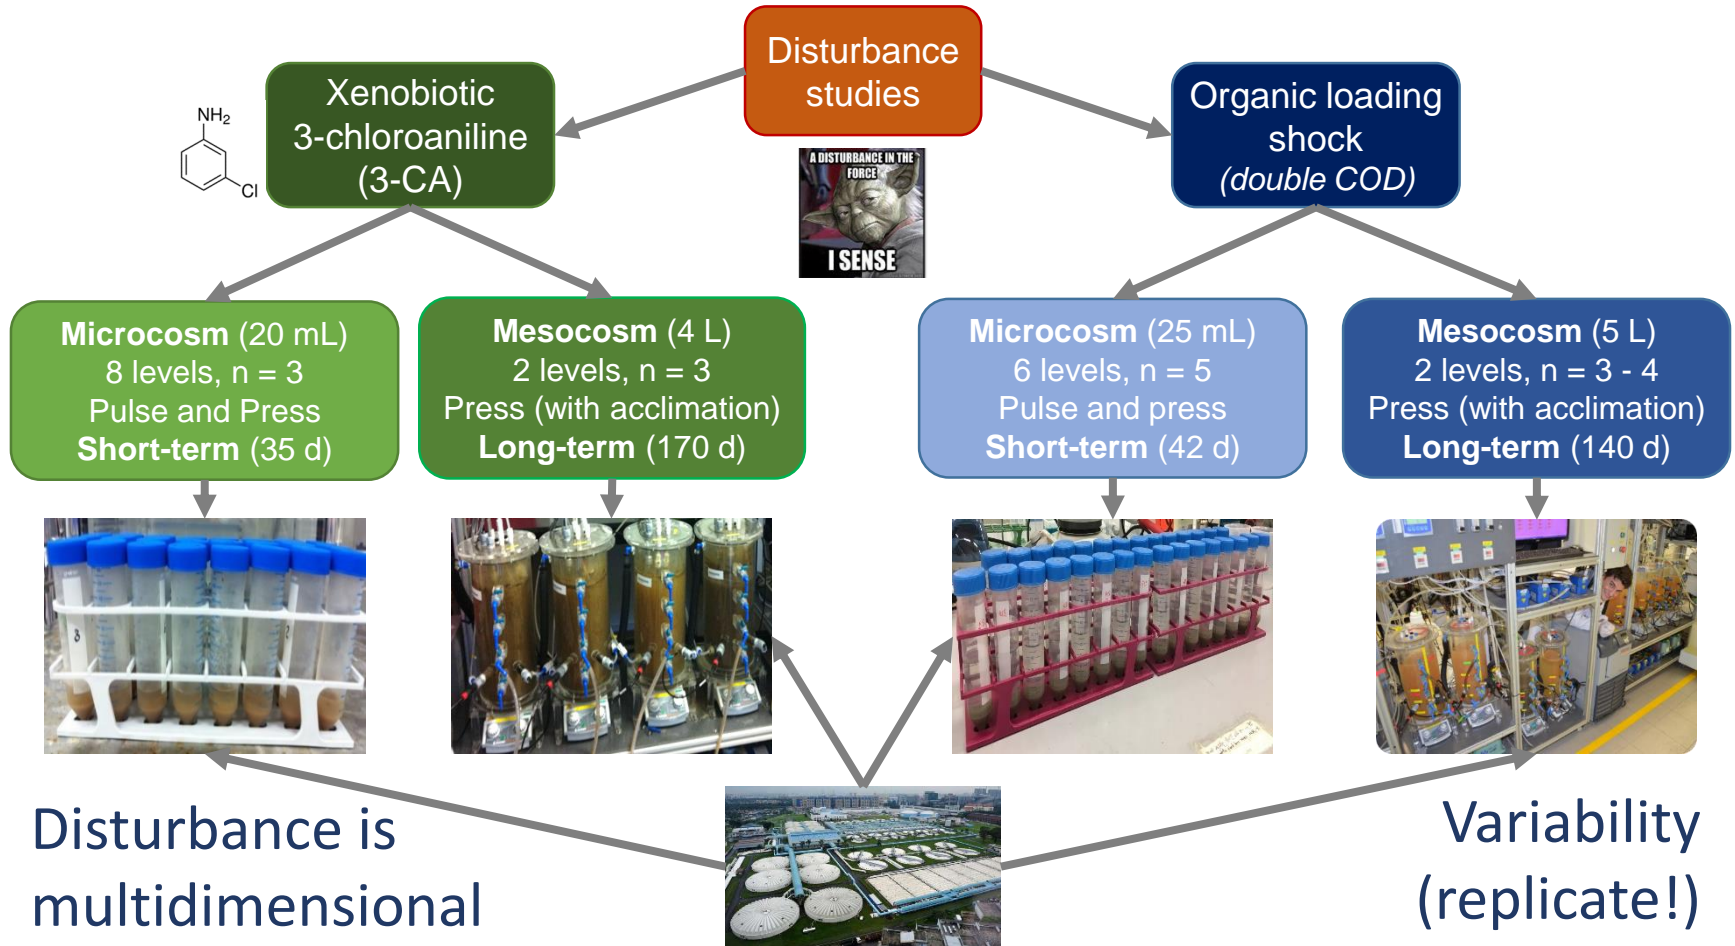 Disturbance
studies
Xenobiotic
3-chloroaniline
(3-CA)
NH₂
Cl
A DISTURBANCE IN THE
FORCE
I SENSE
Organic loading
shock
(double COD)
Microcosm (20 mL)
8 levels, n = 3
Pulse and Press
Short-term (35 d)
Mesocosm (4 L)
2 levels, n = 3
Press (with acclimation)
Long-term (170 d)
Microcosm (25 mL)
6 levels, n = 5
Pulse and press
Short-term (42 d)
Mesocosm (5 L)
2 levels, n = 3 - 4
Press (with acclimation)
Long-term (140 d)
Disturbance is
multidimensional
Variability
(replicate!)